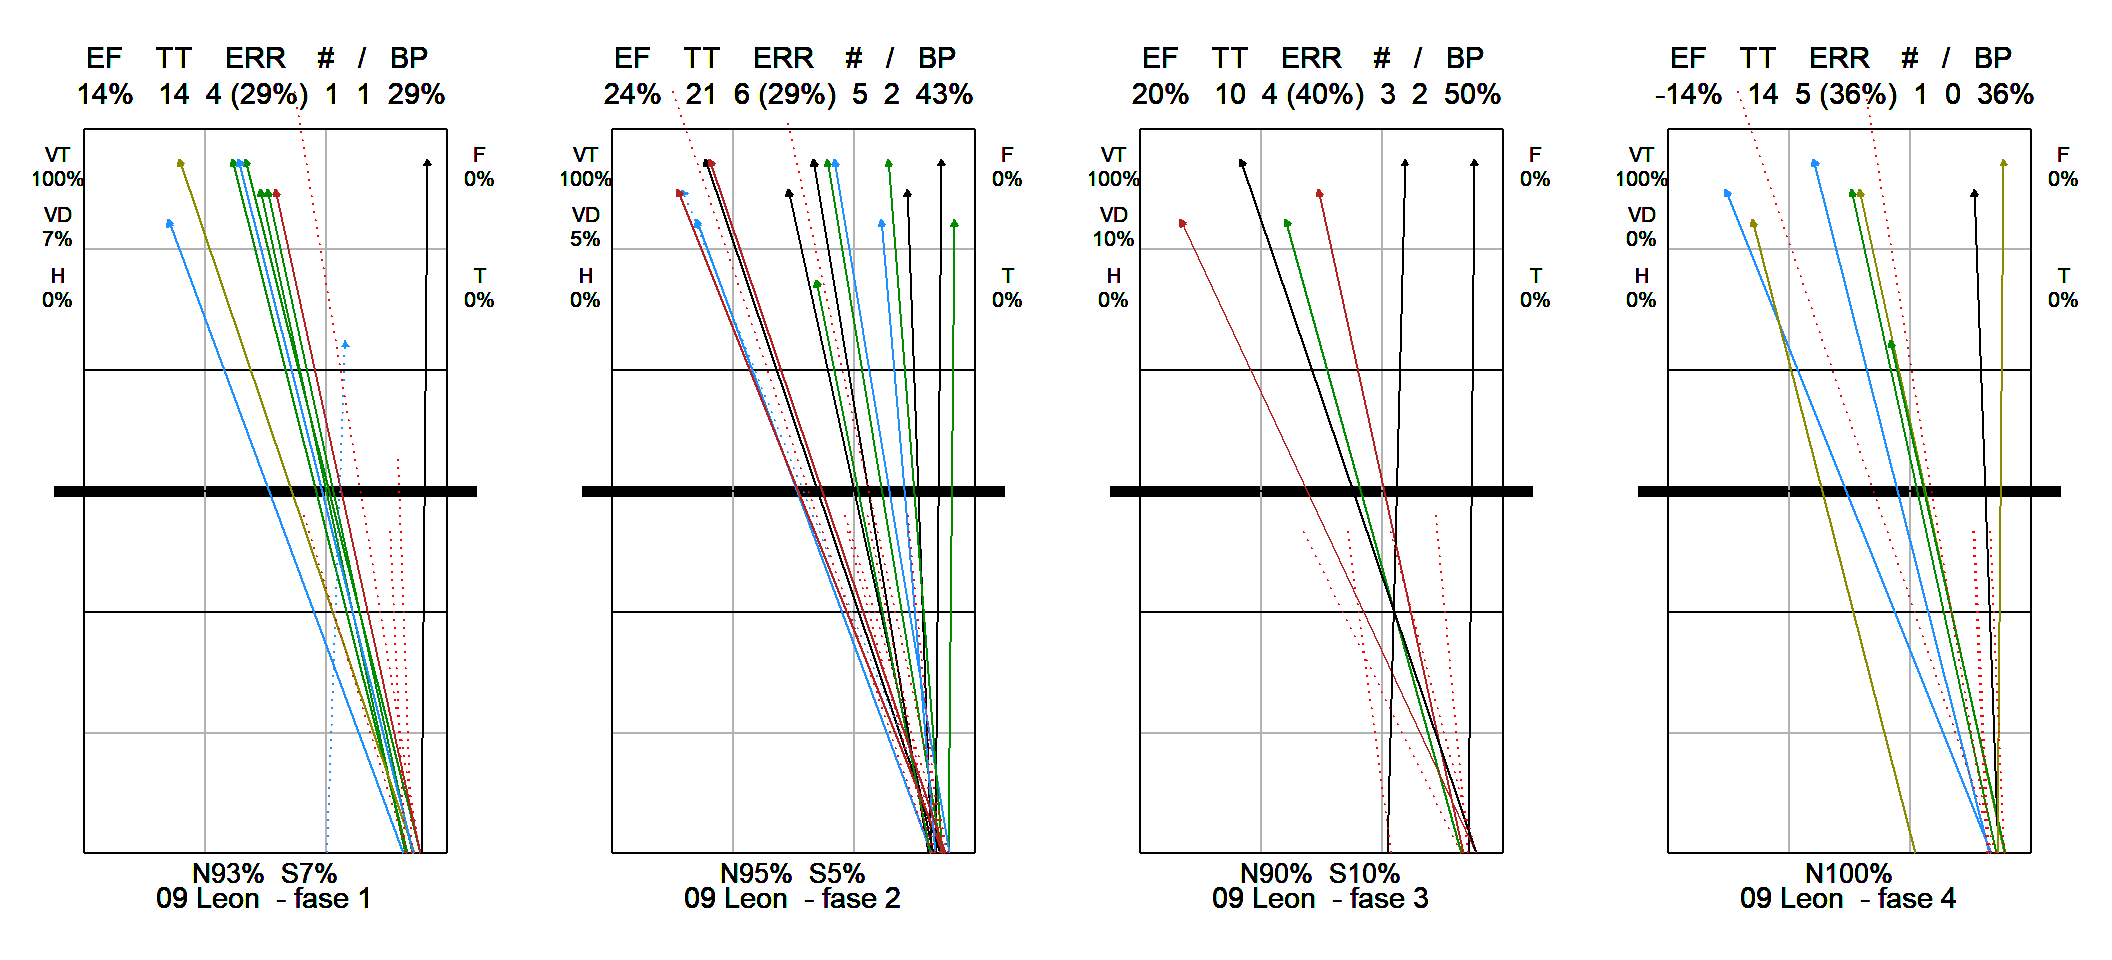 EF TT ERR # / BP
14% 14 4 (29%) 1 1 29%
VT
100%
VD
7%
H
0%
F
0%
T
0%
N93% S7%
09 Leon - fase 1
EF TT ERR # / BP
24% 21 6 (29%) 5 2 43%
VT
100%
VD
5%
H
0%
F
0%
T
0%
N95% S5%
09 Leon - fase 2
EF TT ERR # / BP
20% 10 4 (40%) 3 2 50%
VT
100%
VD
10%
H
0%
F
0%
T
0%
N90% S10%
09 Leon - fase 3
EF TT ERR # / BP
-14% 14 5 (36%) 1 0 36%
VT
100%
VD
0%
H
0%
F
0%
T
0%
N100%
09 Leon - fase 4